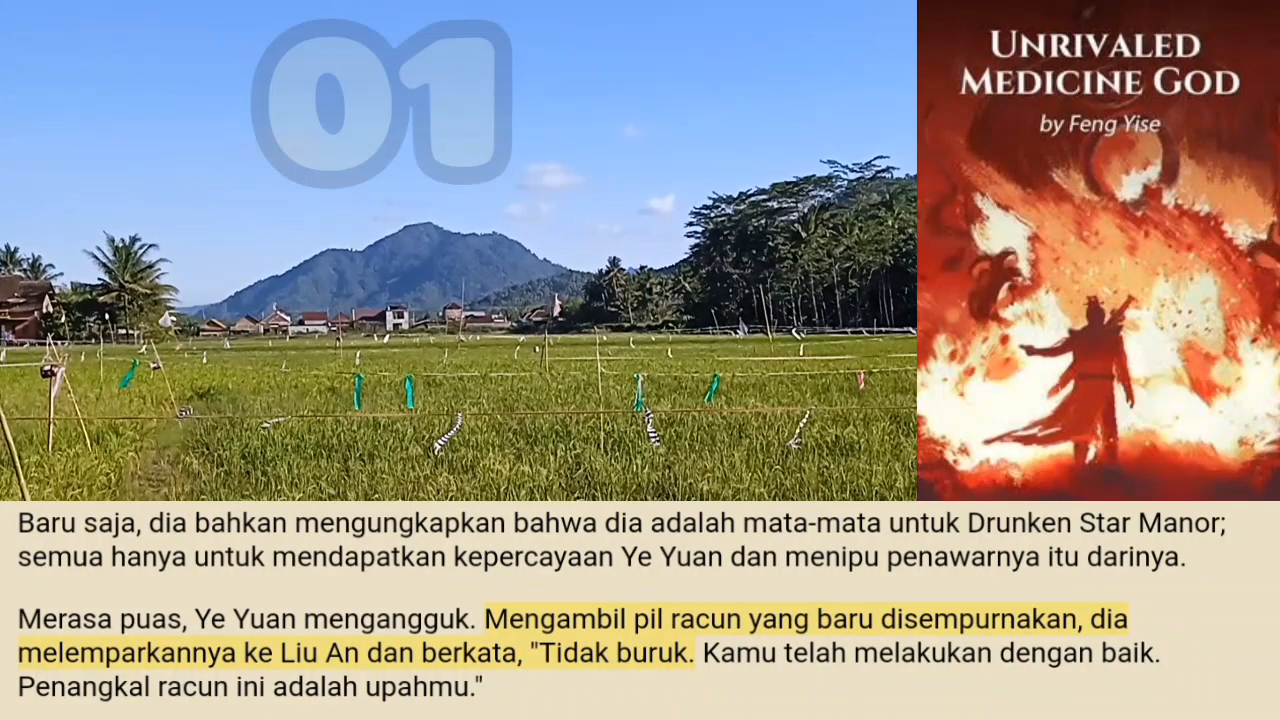 01
UNRIVALED
MEDICINE GOD
by Feng Yise
Baru saja, dia bahkan mengungkapkan bahwa dia adalah mata-mata untuk Drunken Star Manor;
semua hanya untuk mendapatkan kepercayaan Ye Yuan dan menipu penawarnya itu darinya.
Merasa puas, Ye Yuan mengangguk. Mengambil pil racun yang baru disempurnakan, dia
melemparkannya ke Liu An dan berkata, "Tidak buruk. Kamu telah melakukan dengan baik.
Penangkal racun ini adalah upahmu."